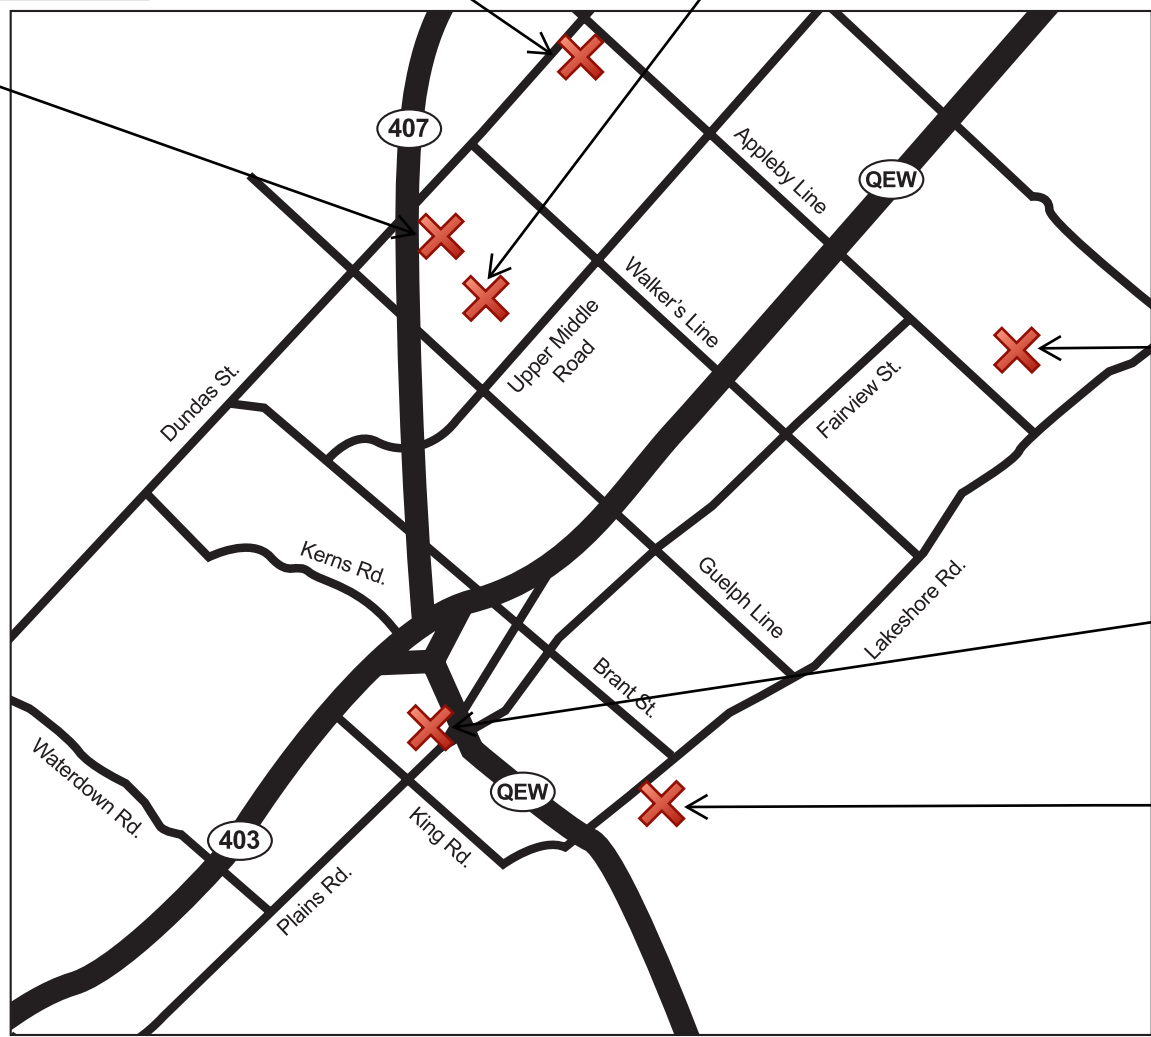 407
Appleby Line
QEW
Walker's Line
Upper Middle
Road
Dundas St.
Fairview St.
Kerns Rd.
Guelph Line
Lakeshore Rd.
Brant St.
Waterdown Rd.
QEW
King Rd.
403
Plains Rd.